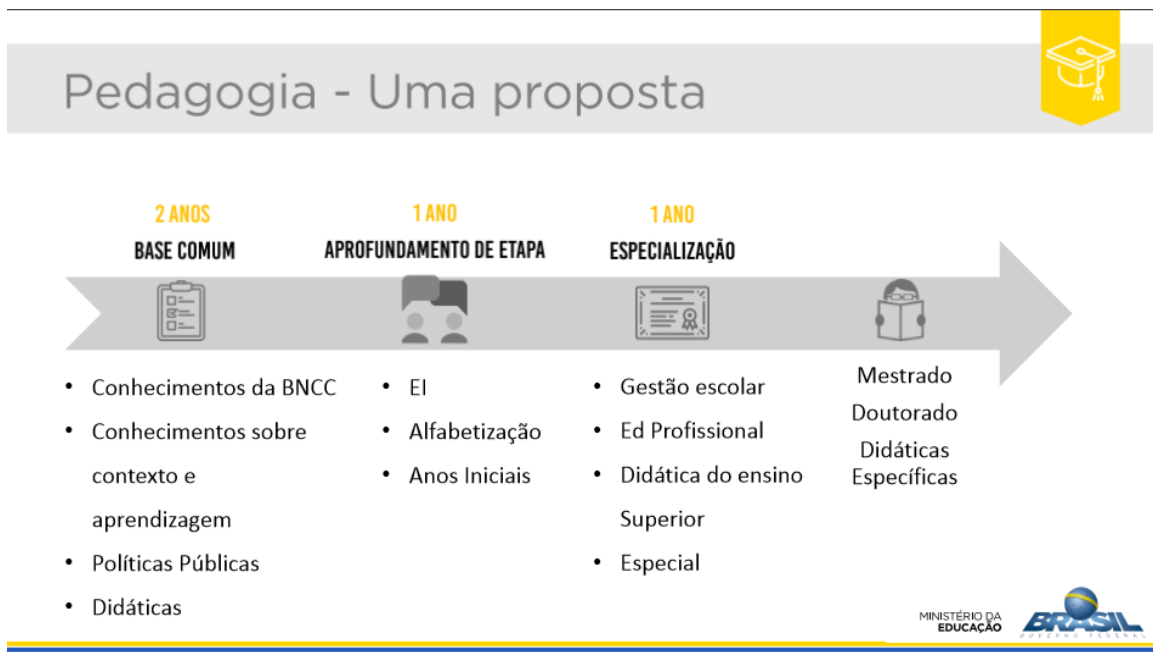 Pedagogia - Uma proposta
2 ANOS
BASE COMUM
• Conhecimentos da BNCC
• Conhecimentos sobre
contexto e
aprendizagem
• Políticas Públicas
• Didáticas
1 ANO
APROFUNDAMENTO DE ETAPA
• EI
• Alfabetização
• Anos Iniciais
1 ANO
ESPECIALIZAÇÃO
• Gestão escolar
• Ed Profissional
• Didática do ensino
Superior
• Especial
Mestrado
Doutorado
Didáticas
Específicas
MINISTÉRIO DA
EDUCAÇÃO
BRASIL
GOVERNO FEDERAL